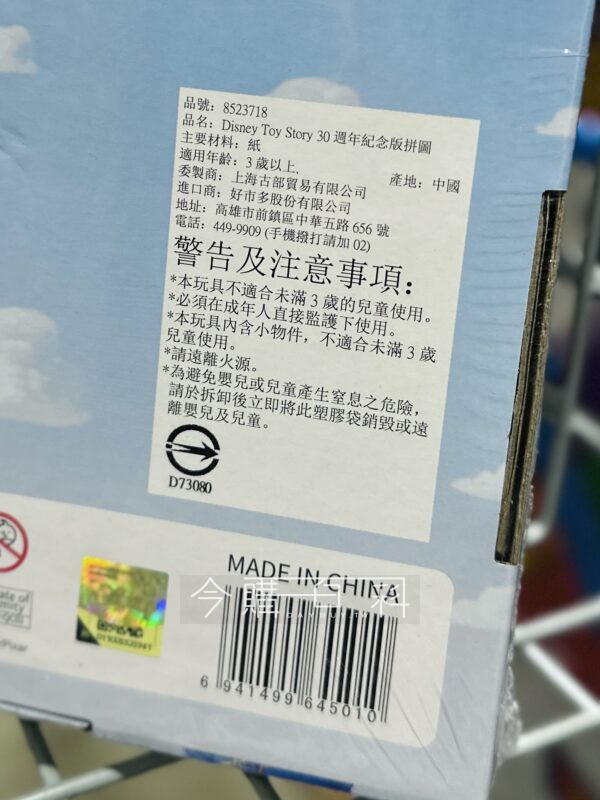 品號：8523718
品名：Disney Toy Story 30 週年紀念版拼圖
主要材料：紙
適用年齡：3 歲以上. 產地：中國
委製商：上海古部貿易有限公司
進口商：好市多股份有限公司
地址：高雄市前鎮區中華五路 656 號
電話：449-9909 (手機撥打請加 02)
警告及注意事項：
*本玩具不適合未滿 3 歲的兒童使用。
*必須在成年人直接監護下使用。
*本玩具內含小物件，不適合未滿 3 歲
兒童使用。
*請遠離火源。
*為避免嬰兒或兒童產生窒息之危險，
請於拆卸後立即將此塑膠袋銷毀或遠
離嬰兒及兒童。
D73080
MADE IN CHINA
今購百科
6 941499 645010